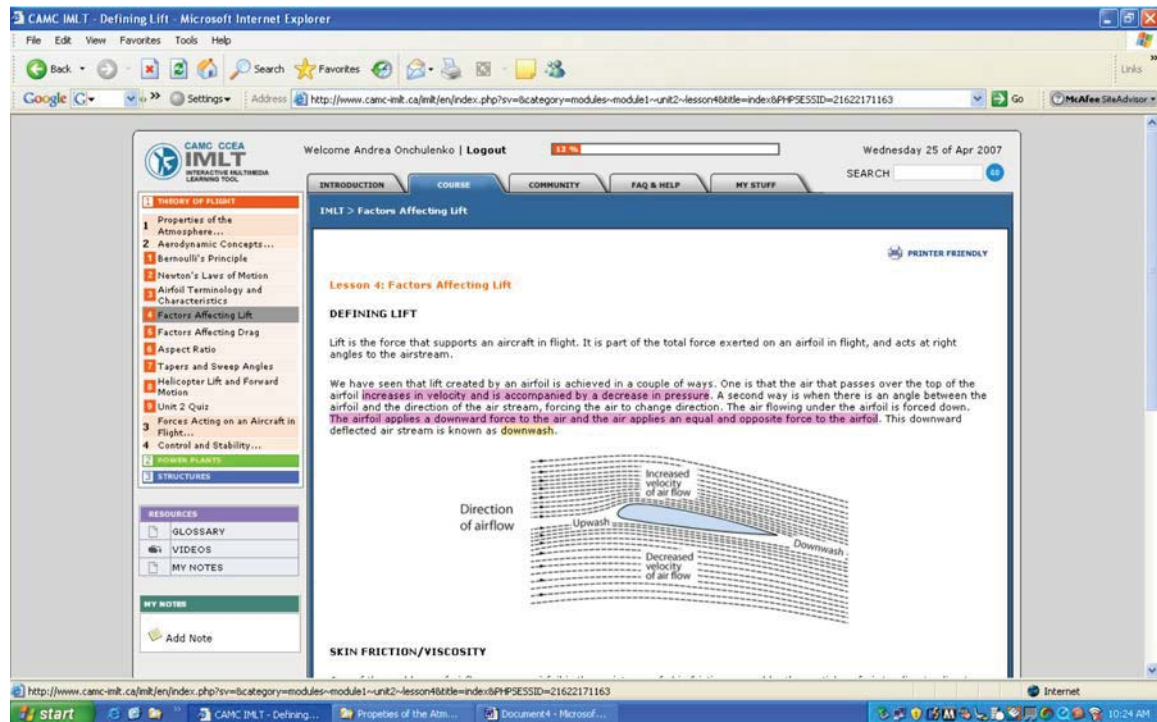 CAMC IMLT - Defining Lift - Microsoft Internet Explorer
File Edit View Favorites Tools Help
Back Search Favorites Links
Google G Settings Address http://www.camc-imlt.ca/imlt/en/index.php?sv=&category=modules~module1~unit2~lesson4&title=index&PHPSESSID=21622171163 Go McAfee SiteAdvisor
CAMC CCEA
IMLT
INTERACTIVE MULTIMEDIA
LEARNING TOOL
Welcome Andrea Onchulenko | Logout 12 % Wednesday 25 of Apr 2007
SEARCH GO
INTRODUCTION COURSE COMMUNITY FAQ & HELP MY STUFF
IMLT > Factors Affecting Lift
1 THEORY OF FLIGHT
1 Properties of the
Atmosphere...
2 Aerodynamic Concepts...
1 Bernoulli's Principle
2 Newton's Laws of Motion
3 Airfoil Terminology and
Characteristics
4 Factors Affecting Lift
5 Factors Affecting Drag
6 Aspect Ratio
7 Tapers and Sweep Angles
8 Helicopter Lift and Forward
Motion
9 Unit 2 Quiz
3 Forces Acting on an Aircraft in
Flight...
4 Control and Stability...
2 POWER PLANTS
3 STRUCTURES
RESOURCES
GLOSSARY
VIDEOS
MY NOTES
MY NOTES
Add Note
PRINTER FRIENDLY
Lesson 4: Factors Affecting Lift
DEFINING LIFT
Lift is the force that supports an aircraft in flight. It is part of the total force exerted on an airfoil in flight, and acts at right
angles to the airstream.
We have seen that lift created by an airfoil is achieved in a couple of ways. One is that the air that passes over the top of the
airfoil increases in velocity and is accompanied by a decrease in pressure. A second way is when there is an angle between the
airfoil and the direction of the air stream, forcing the air to change direction. The air flowing under the airfoil is forced down.
The airfoil applies a downward force to the air and the air applies an equal and opposite force to the airfoil. This downward
deflected air stream is known as downwash.
Direction
of airflow
Increased
velocity
of air flow
Upwash
Downwash
Decreased
velocity
of air flow
SKIN FRICTION/VISCOSITY
http://www.camc-imlt.ca/imlt/en/index.php?sv=&category=modules~module1~unit2~lesson4&title=index&PHPSESSID=21622171163 Internet
start CAMC IMLT - Defining... Propeties of the Atm... Document4 - Microsof... 10:24 AM